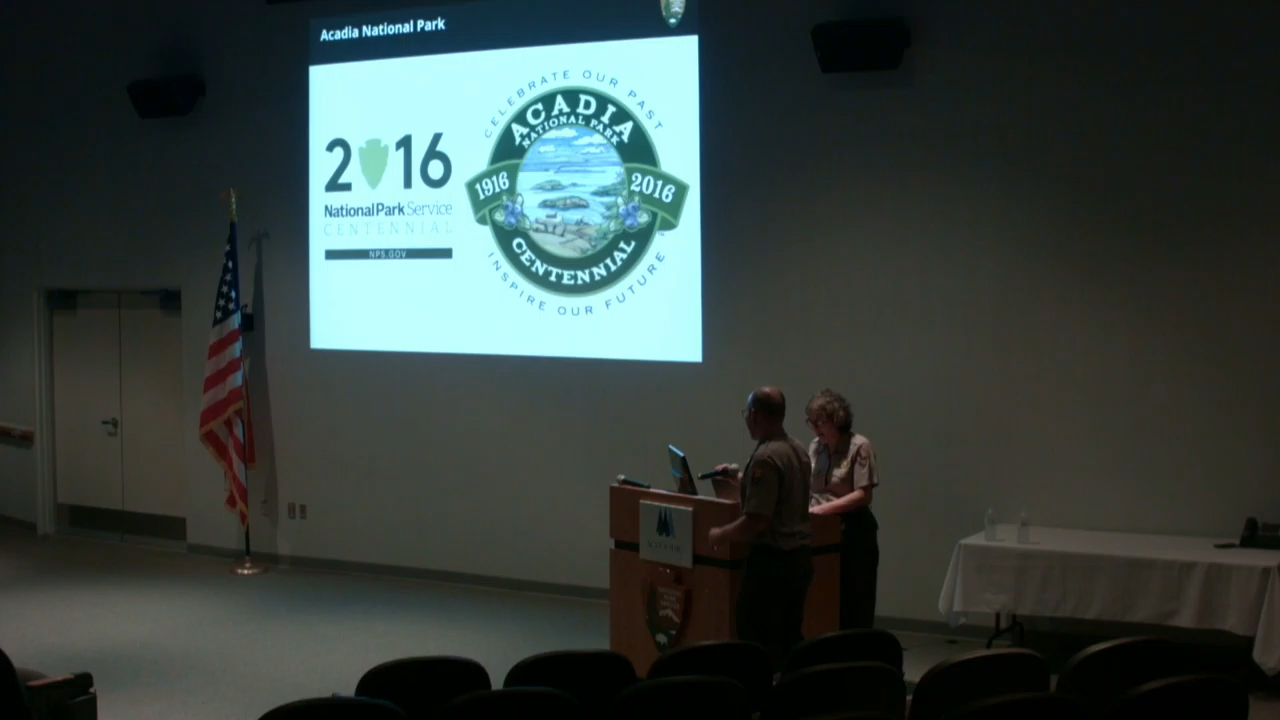 Acadia National Park
2016
National Park Service
CENTENNIAL
NPS.GOV
CELEBRATE OUR PAST
ACADIA
NATIONAL PARK
1916
2016
CENTENNIAL
INSPIRE OUR FUTURE